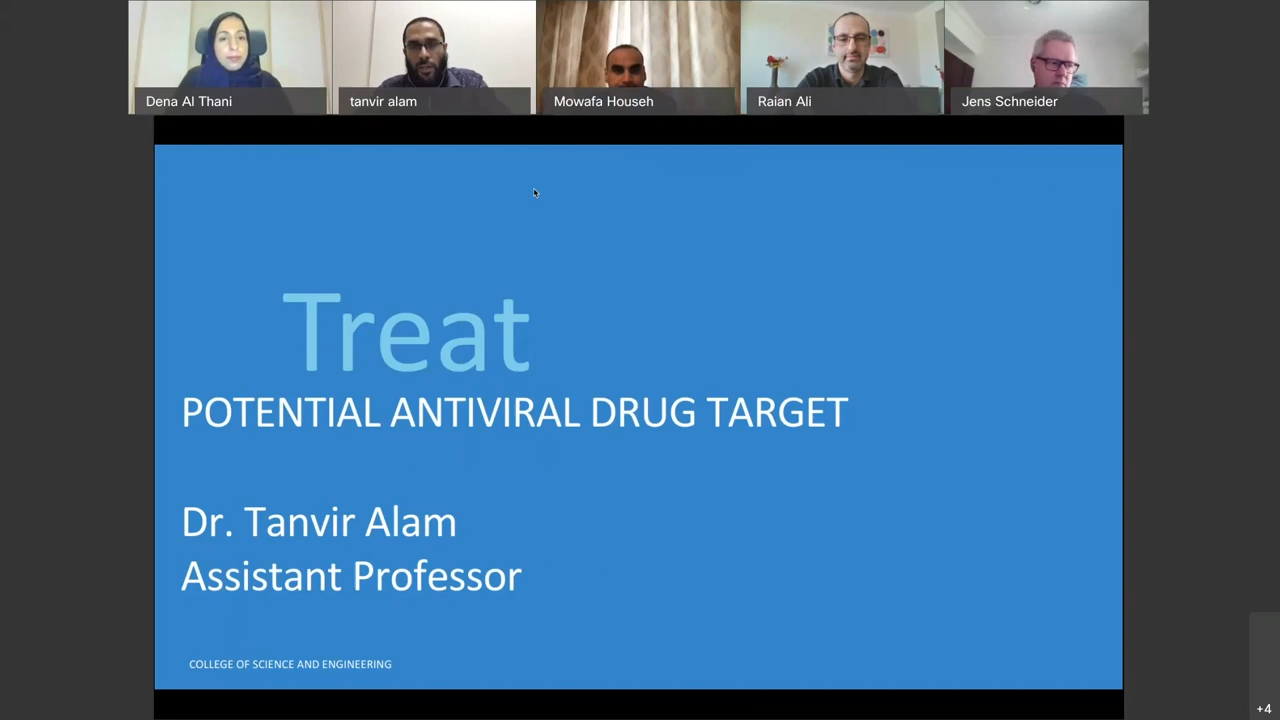 Dena Al Thani
tanvir alam
Mowafa Househ
Raian Ali
Jens Schneider
Treat
POTENTIAL ANTIVIRAL DRUG TARGET
Dr. Tanvir Alam
Assistant Professor
COLLEGE OF SCIENCE AND ENGINEERING
+4